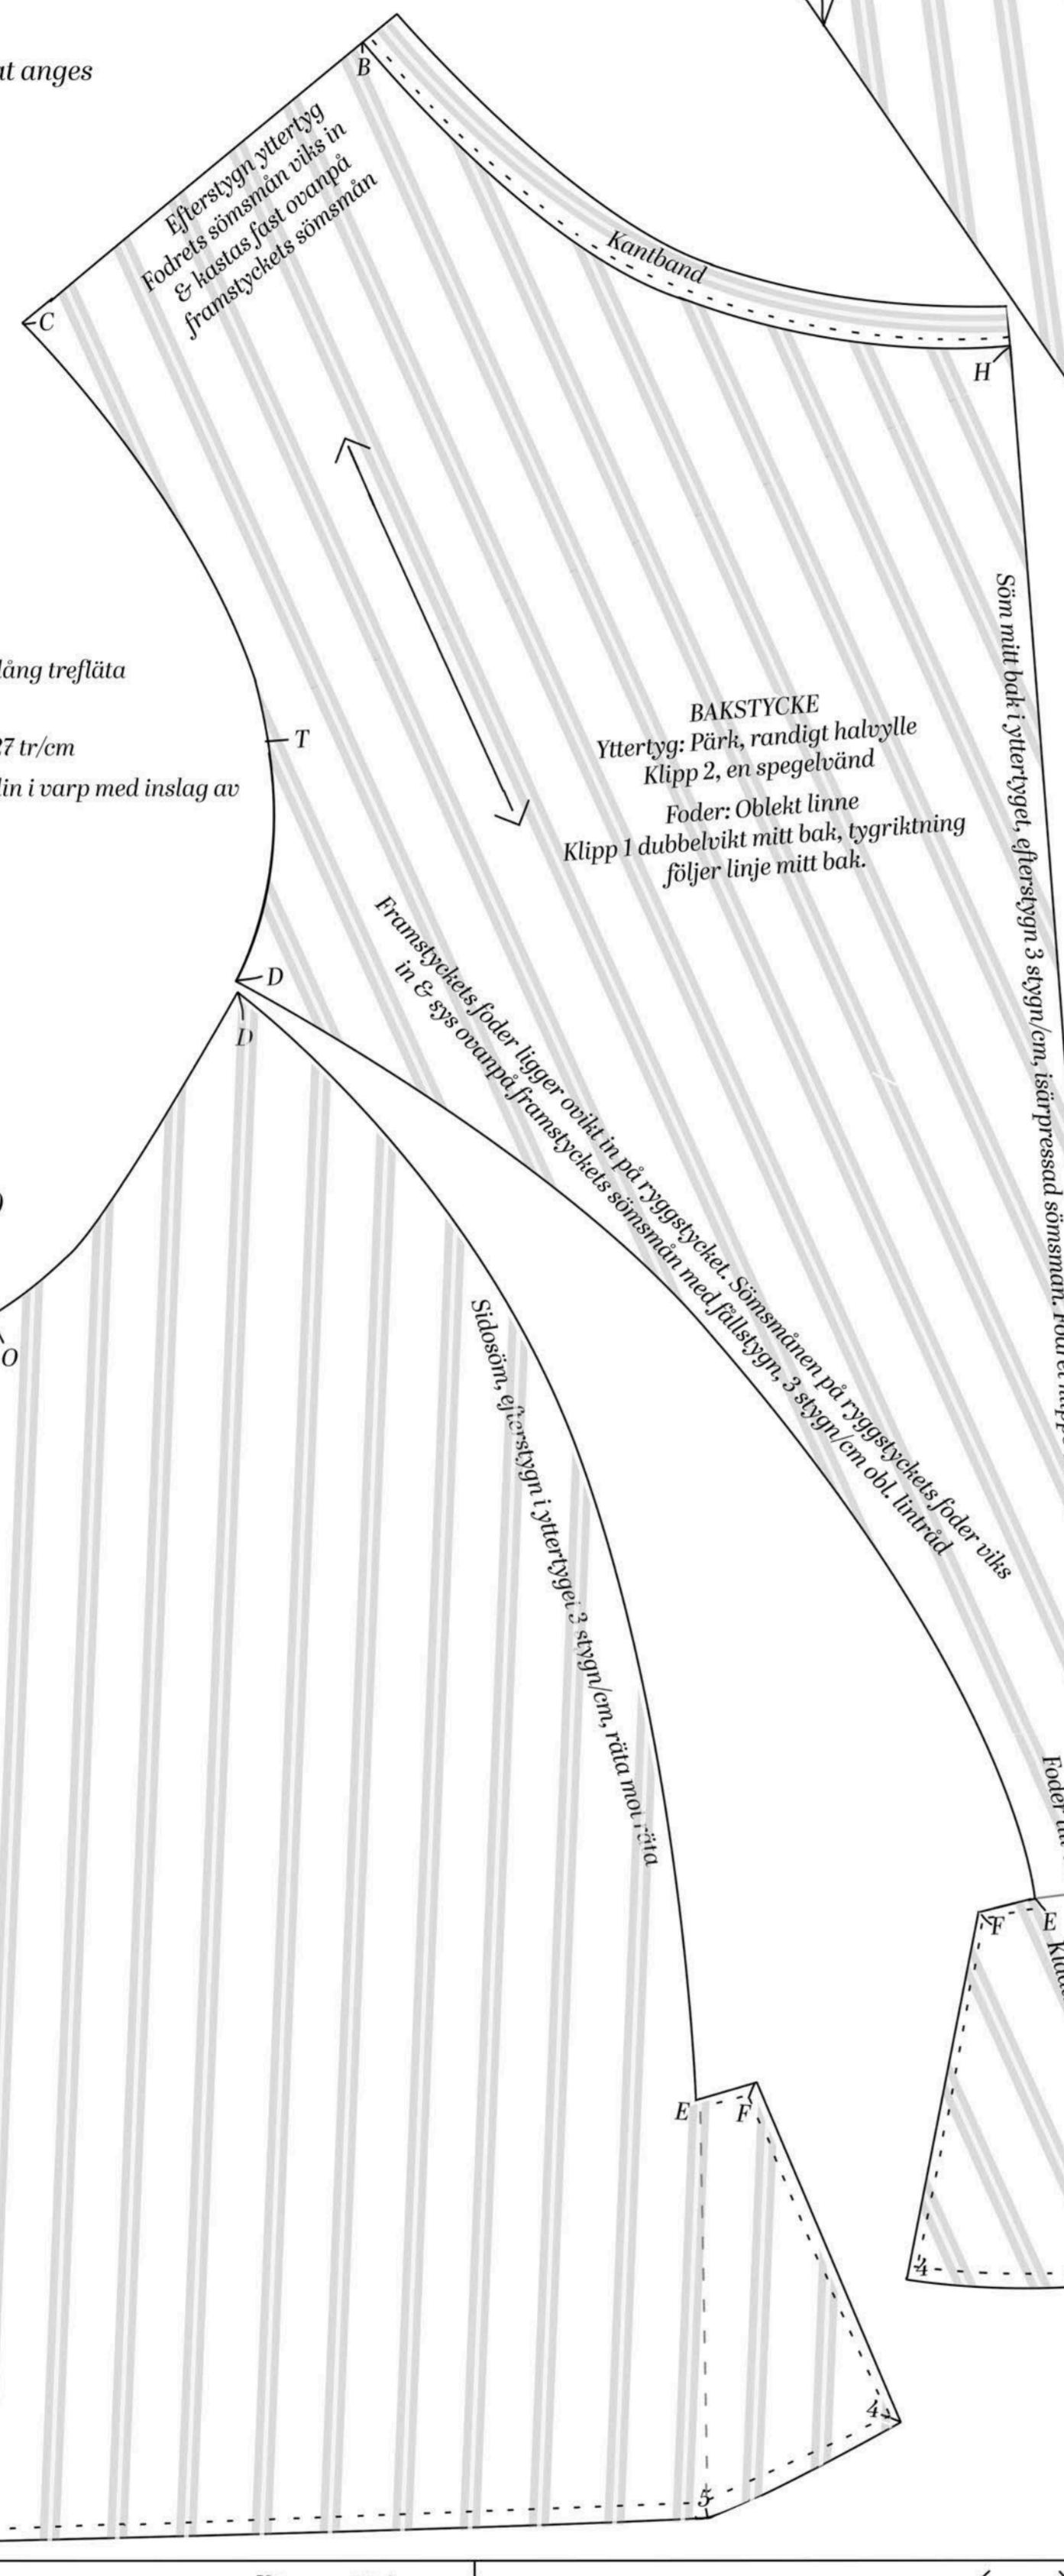 at anges
B
Efterstygn yttertyg
Fodrets sömsmån viks in
& kastas fast ovanpå
framstyckets sömsmån
Kantband
C
H
lång trefläta
T
27 tr/cm
lin i varp med inslag av
BAKSTYCKE
Yttertyg: Pärk, randigt halvylle
Klipp 2, en spegelvänd
Foder: Oblekt linne
Klipp 1 dubbelvikt mitt bak, tygriktning
följer linje mitt bak.
Söm mitt bak i yttertyget, efterstygn 3 stygn/cm, isärpressad sömsmån.
D
D
Framstyckets foder ligger ovikt in på ryggstycket. Sömsmånen på ryggstyckets foder viks
in & sys ovanpå framstyckets sömsmån med fållstygn, 3 stygn/cm obl. lintråd
O
Sidosöm, efterstygn i yttertyget 3 stygn/cm, räta mot räta
Foder
F
E
E
F
4
4
5